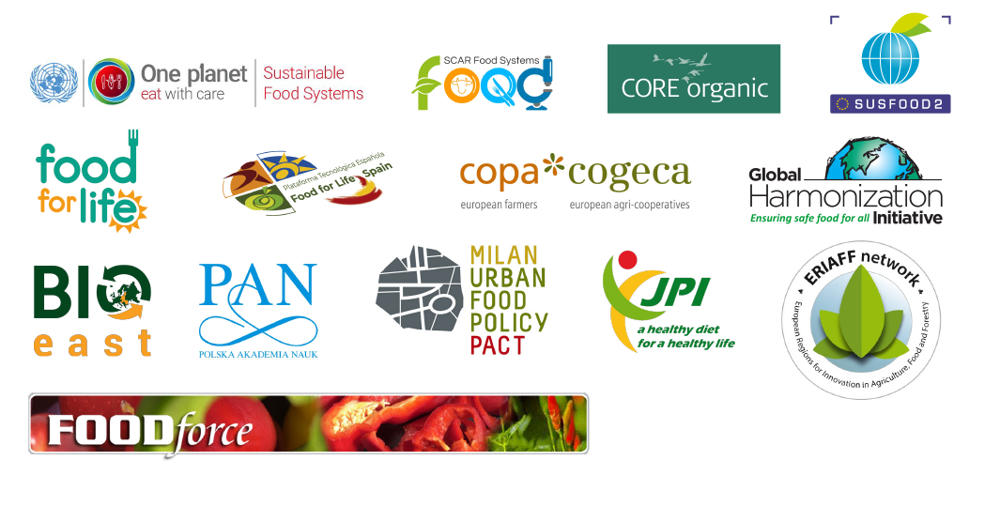 One planet
eat with care
Sustainable
Food Systems
SCAR Food Systems
food
CORE organic
SUSFOOD2
food
for life
Plataforma Tecnológica Española
Food for Life Spain
copa*cogeca
european farmers
european agri-cooperatives
Global
Harmonization
Ensuring safe food for all Initiative
BIO
east
PAN
POLSKA AKADEMIA NAUK
MILAN
URBAN
FOOD
POLICY
PACT
JPI
a healthy diet
for a healthy life
ERIAFF network
European Regions for Innovation in Agriculture, Food and Forestry
FOODforce